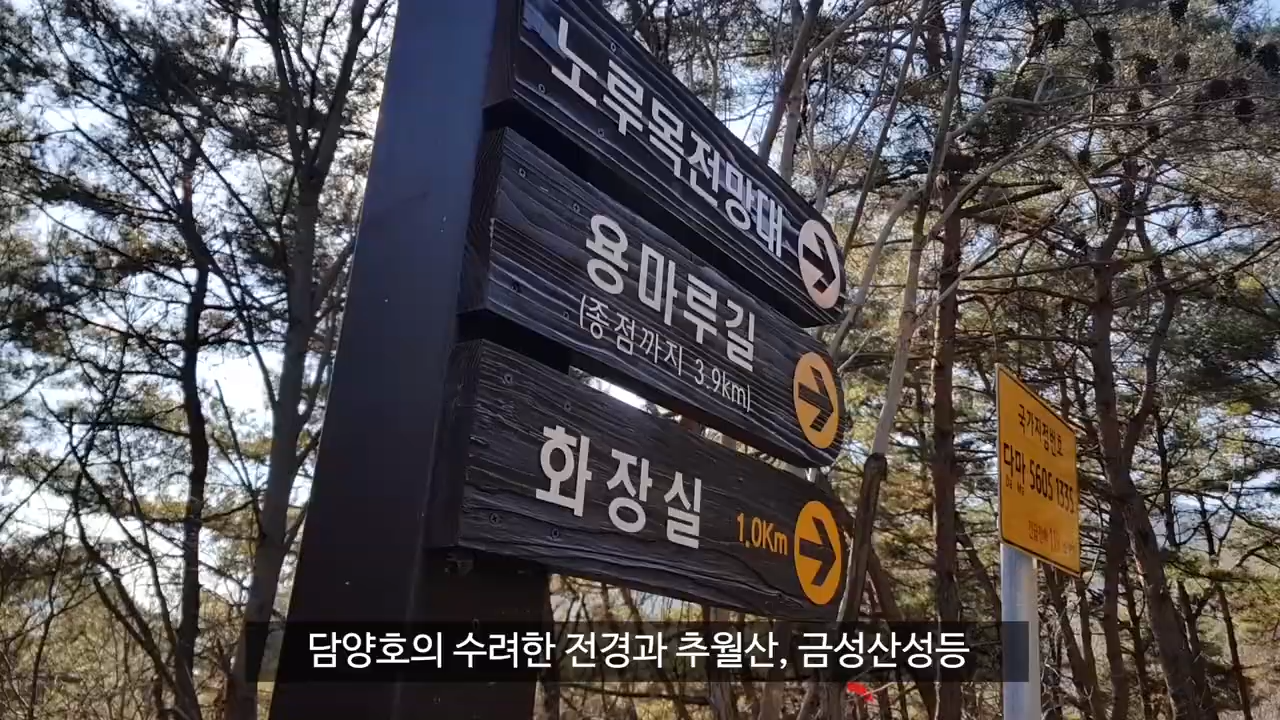 노루목전망대
용마루길
(종점까지 3.9km)
화장실
1.0Km
국가지점번호
다마 5605 1335
담양호의 수려한 전경과 추월산, 금성산성등